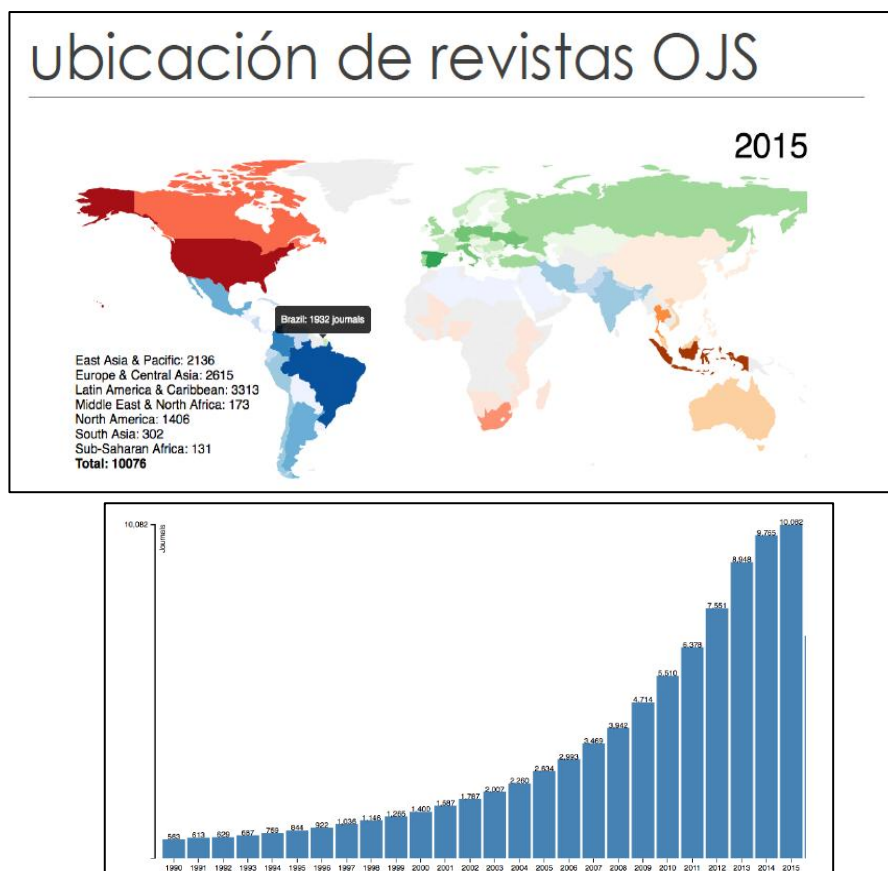 ubicación de revistas OJS
2015
Brazil: 1932 journals
East Asia & Pacific: 2136
Europe & Central Asia: 2615
Latin America & Caribbean: 3313
Middle East & North Africa: 173
North America: 1406
South Asia: 302
Sub-Saharan Africa: 131
Total: 10076
10,082
Journals
563 613 629 687 759 844 922 1,036 1,146 1,265 1,400 1,587 1,767 2,007 2,260 2,634 2,993 3,469 3,942 4,714 5,510 6,378 7,551 8,948 9,765 10,082
1990 1991 1992 1993 1994 1995 1996 1997 1998 1999 2000 2001 2002 2003 2004 2005 2006 2007 2008 2009 2010 2011 2012 2013 2014 2015